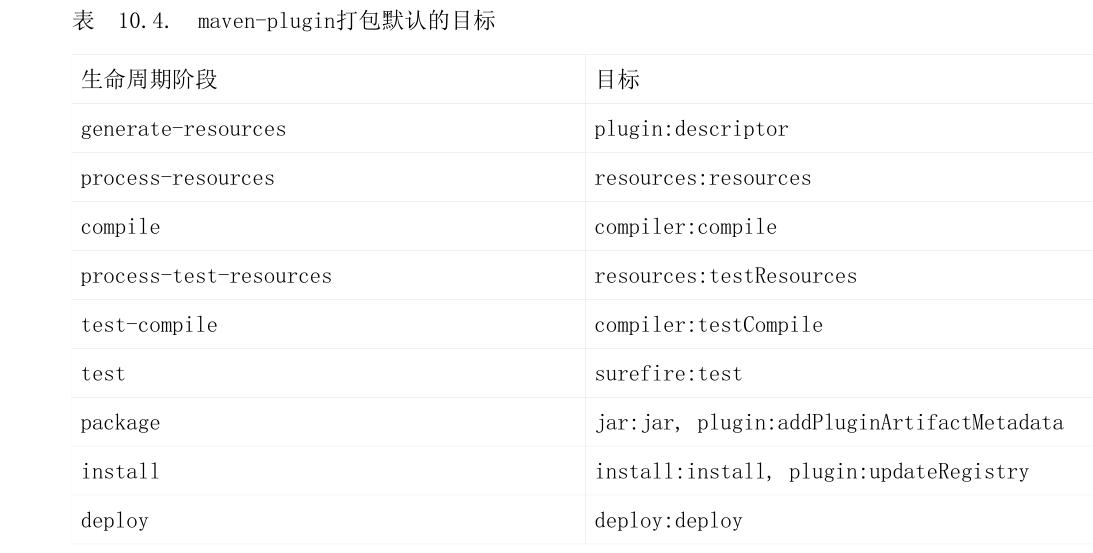 表 10.4. maven-plugin打包默认的目标
生命周期阶段 目标
generate-resources plugin:descriptor
process-resources resources:resources
compile compiler:compile
process-test-resources resources:testResources
test-compile compiler:testCompile
test surefire:test
package jar:jar, plugin:addPluginArtifactMetadata
install install:install, plugin:updateRegistry
deploy deploy:deploy